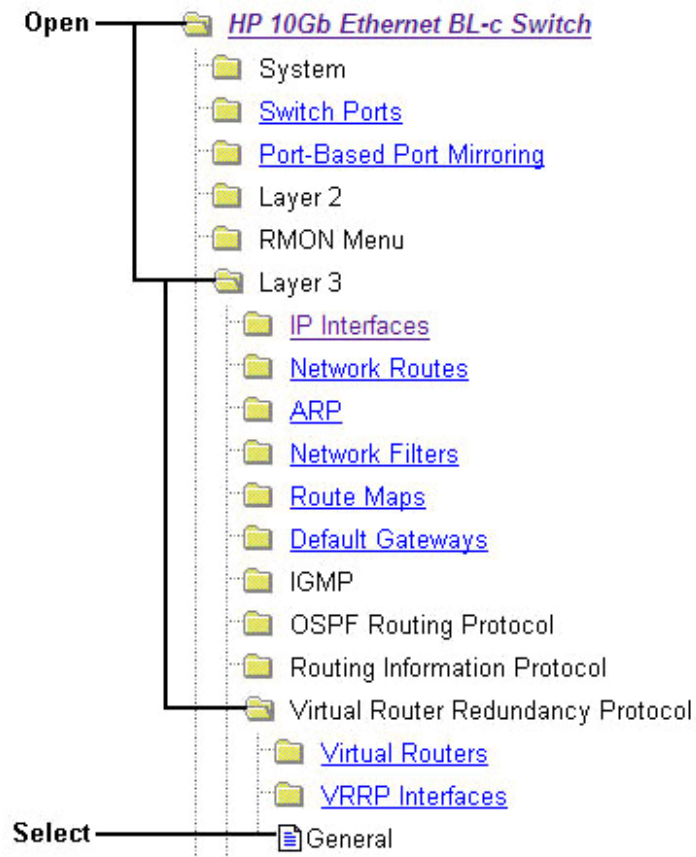 Open HP 10Gb Ethernet BL-c Switch
System
Switch Ports
Port-Based Port Mirroring
Layer 2
RMON Menu
Layer 3
IP Interfaces
Network Routes
ARP
Network Filters
Route Maps
Default Gateways
IGMP
OSPF Routing Protocol
Routing Information Protocol
Virtual Router Redundancy Protocol
Virtual Routers
VRRP Interfaces
Select General